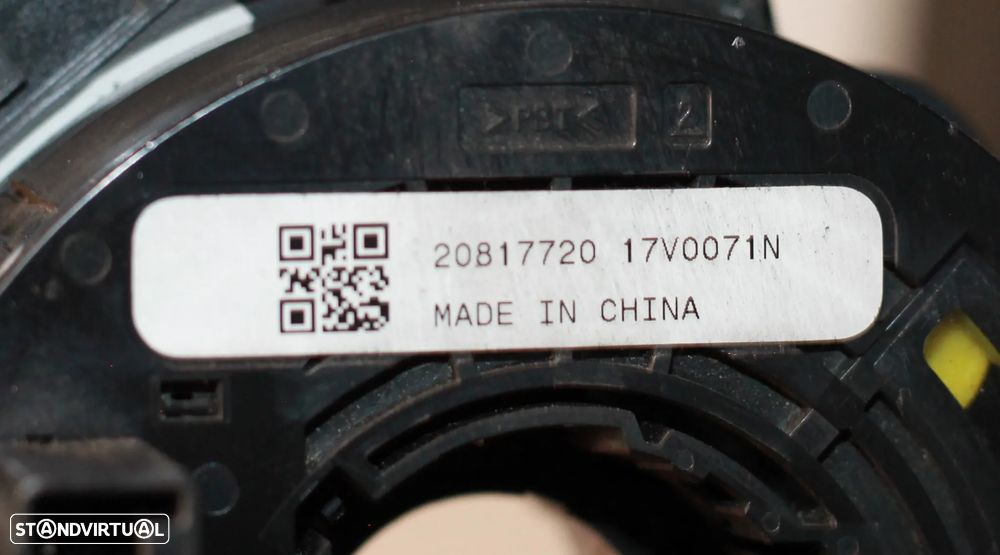 >PBT<
2
20817720 17V0071N
MADE IN CHINA
STANDVIRTUAL